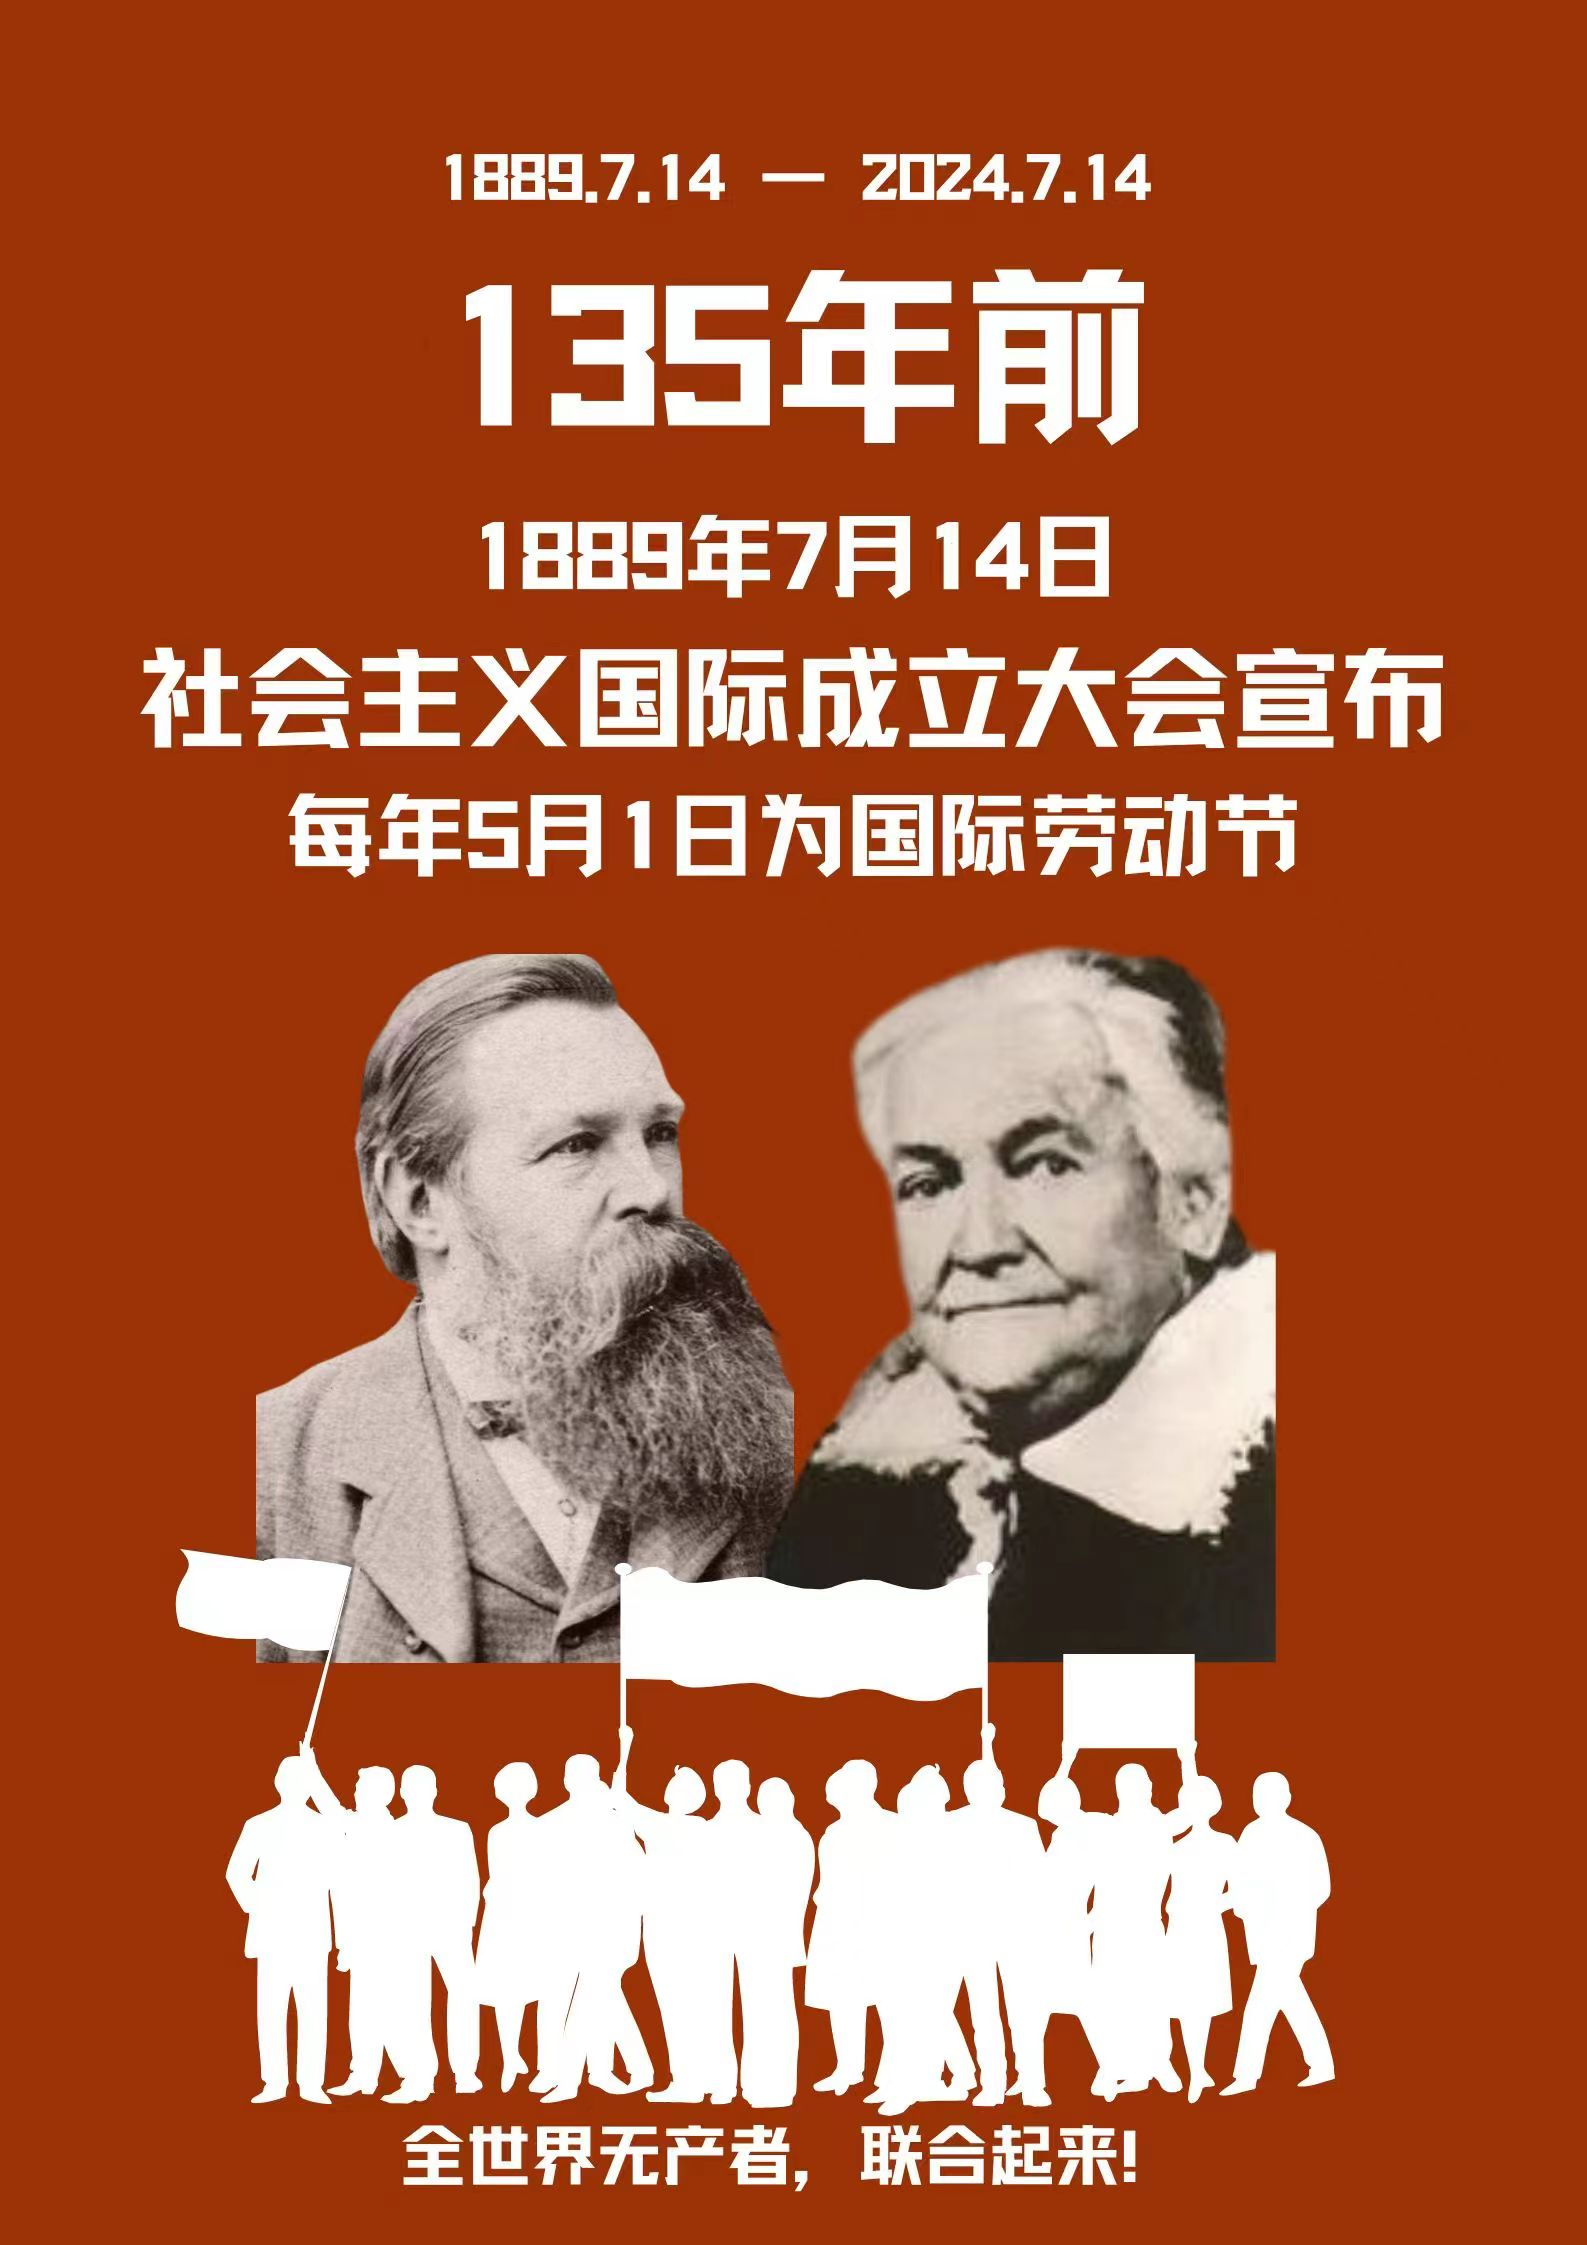 1889.7.14 — 2024.7.14
135年前
1889年7月14日
社会主义国际成立大会宣布
每年5月1日为国际劳动节
全世界无产者，联合起来!